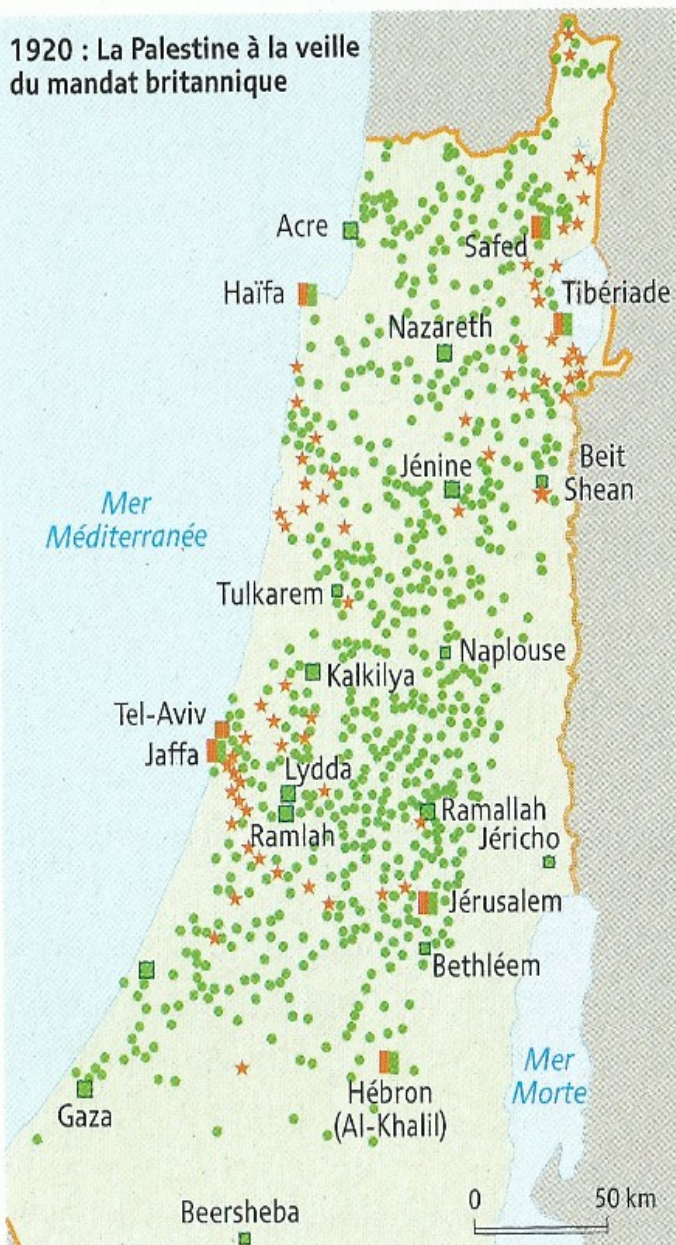 1920 : La Palestine à la veille
du mandat britannique
Acre
Safed
Haïfa
Tibériade
Nazareth
Jénine
Beit
Shean
Mer
Méditerranée
Tulkarem
Naplouse
Kalkilya
Tel-Aviv
Jaffa
Lydda
Ramlah
Ramallah
Jéricho
Jérusalem
Bethléem
Mer
Morte
Hébron
(Al-Khalil)
Gaza
0
50 km
Beersheba